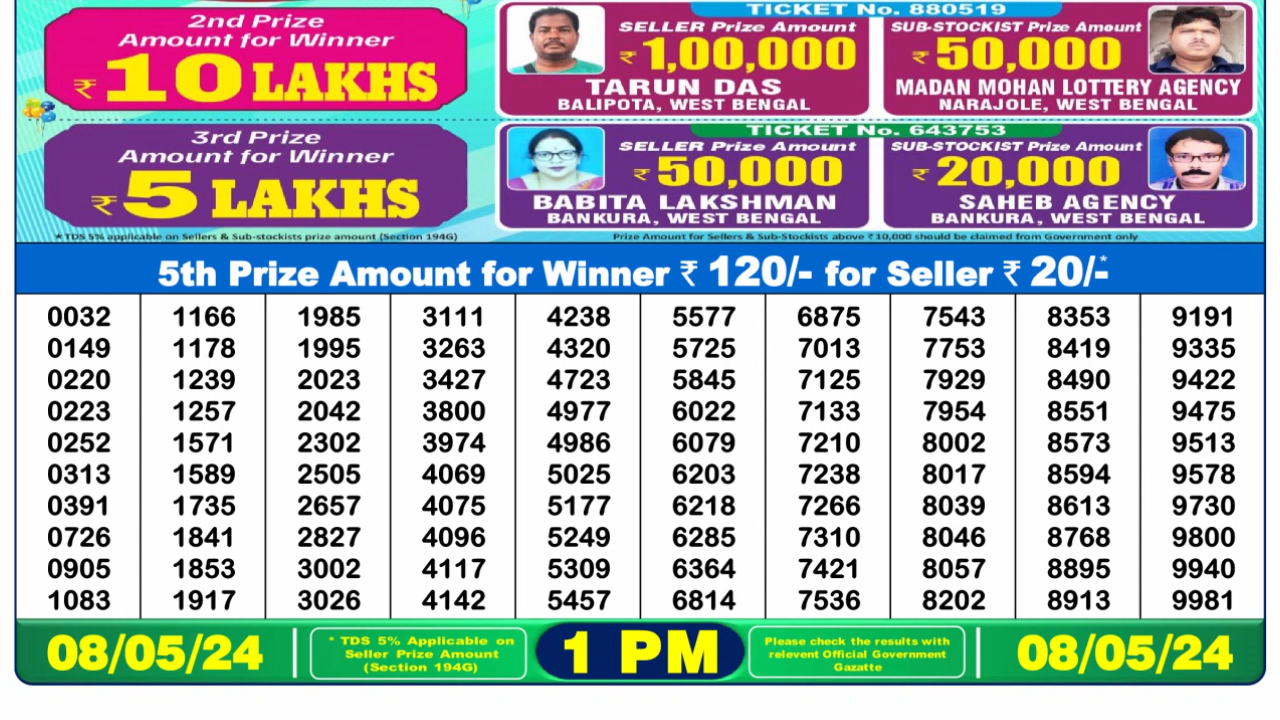 2nd Prize
Amount for Winner
₹ 10 LAKHS
TICKET No. 880519
SELLER Prize Amount
₹ 1,00,000
TARUN DAS
BALIPOTA, WEST BENGAL
SUB-STOCKIST Prize Amount
₹ 50,000
MADAN MOHAN LOTTERY AGENCY
NARAJOLE, WEST BENGAL
3rd Prize
Amount for Winner
₹ 5 LAKHS
TICKET No. 643753
SELLER Prize Amount
₹ 50,000
BABITA LAKSHMAN
BANKURA, WEST BENGAL
SUB-STOCKIST Prize Amount
₹ 20,000
SAHEB AGENCY
BANKURA, WEST BENGAL
★TDS 5% applicable on Sellers & Sub-stockists prize amount (Section 194G)
Prize Amount for Sellers & Sub-Stockists above ₹10,000 should be claimed from Government only
5th Prize Amount for Winner ₹ 120/- for Seller ₹ 20/-*
0032 1166 1985 3111 4238 5577 6875 7543 8353 9191
0149 1178 1995 3263 4320 5725 7013 7753 8419 9335
0220 1239 2023 3427 4723 5845 7125 7929 8490 9422
0223 1257 2042 3800 4977 6022 7133 7954 8551 9475
0252 1571 2302 3974 4986 6079 7210 8002 8573 9513
0313 1589 2505 4069 5025 6203 7238 8017 8594 9578
0391 1735 2657 4075 5177 6218 7266 8039 8613 9730
0726 1841 2827 4096 5249 6285 7310 8046 8768 9800
0905 1853 3002 4117 5309 6364 7421 8057 8895 9940
1083 1917 3026 4142 5457 6814 7536 8202 8913 9981
08/05/24
* TDS 5% Applicable on
Seller Prize Amount
(Section 194G)
1 PM
Please check the results with
relevent Official Government
Gazatte
08/05/24